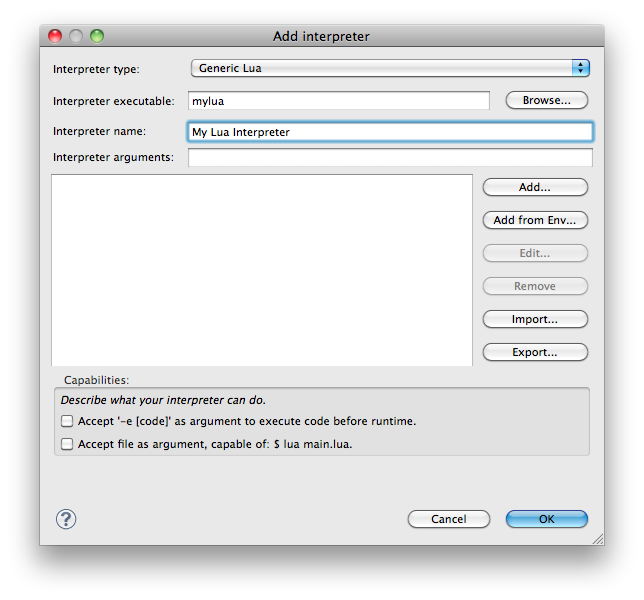 Add interpreter
Interpreter type: Generic Lua
Interpreter executable: mylua Browse...
Interpreter name: My Lua Interpreter
Interpreter arguments:
Add...
Add from Env...
Edit...
Remove
Import...
Export...
Capabilities:
Describe what your interpreter can do.
Accept '-e [code]' as argument to execute code before runtime.
Accept file as argument, capable of: $ lua main.lua.
? Cancel OK